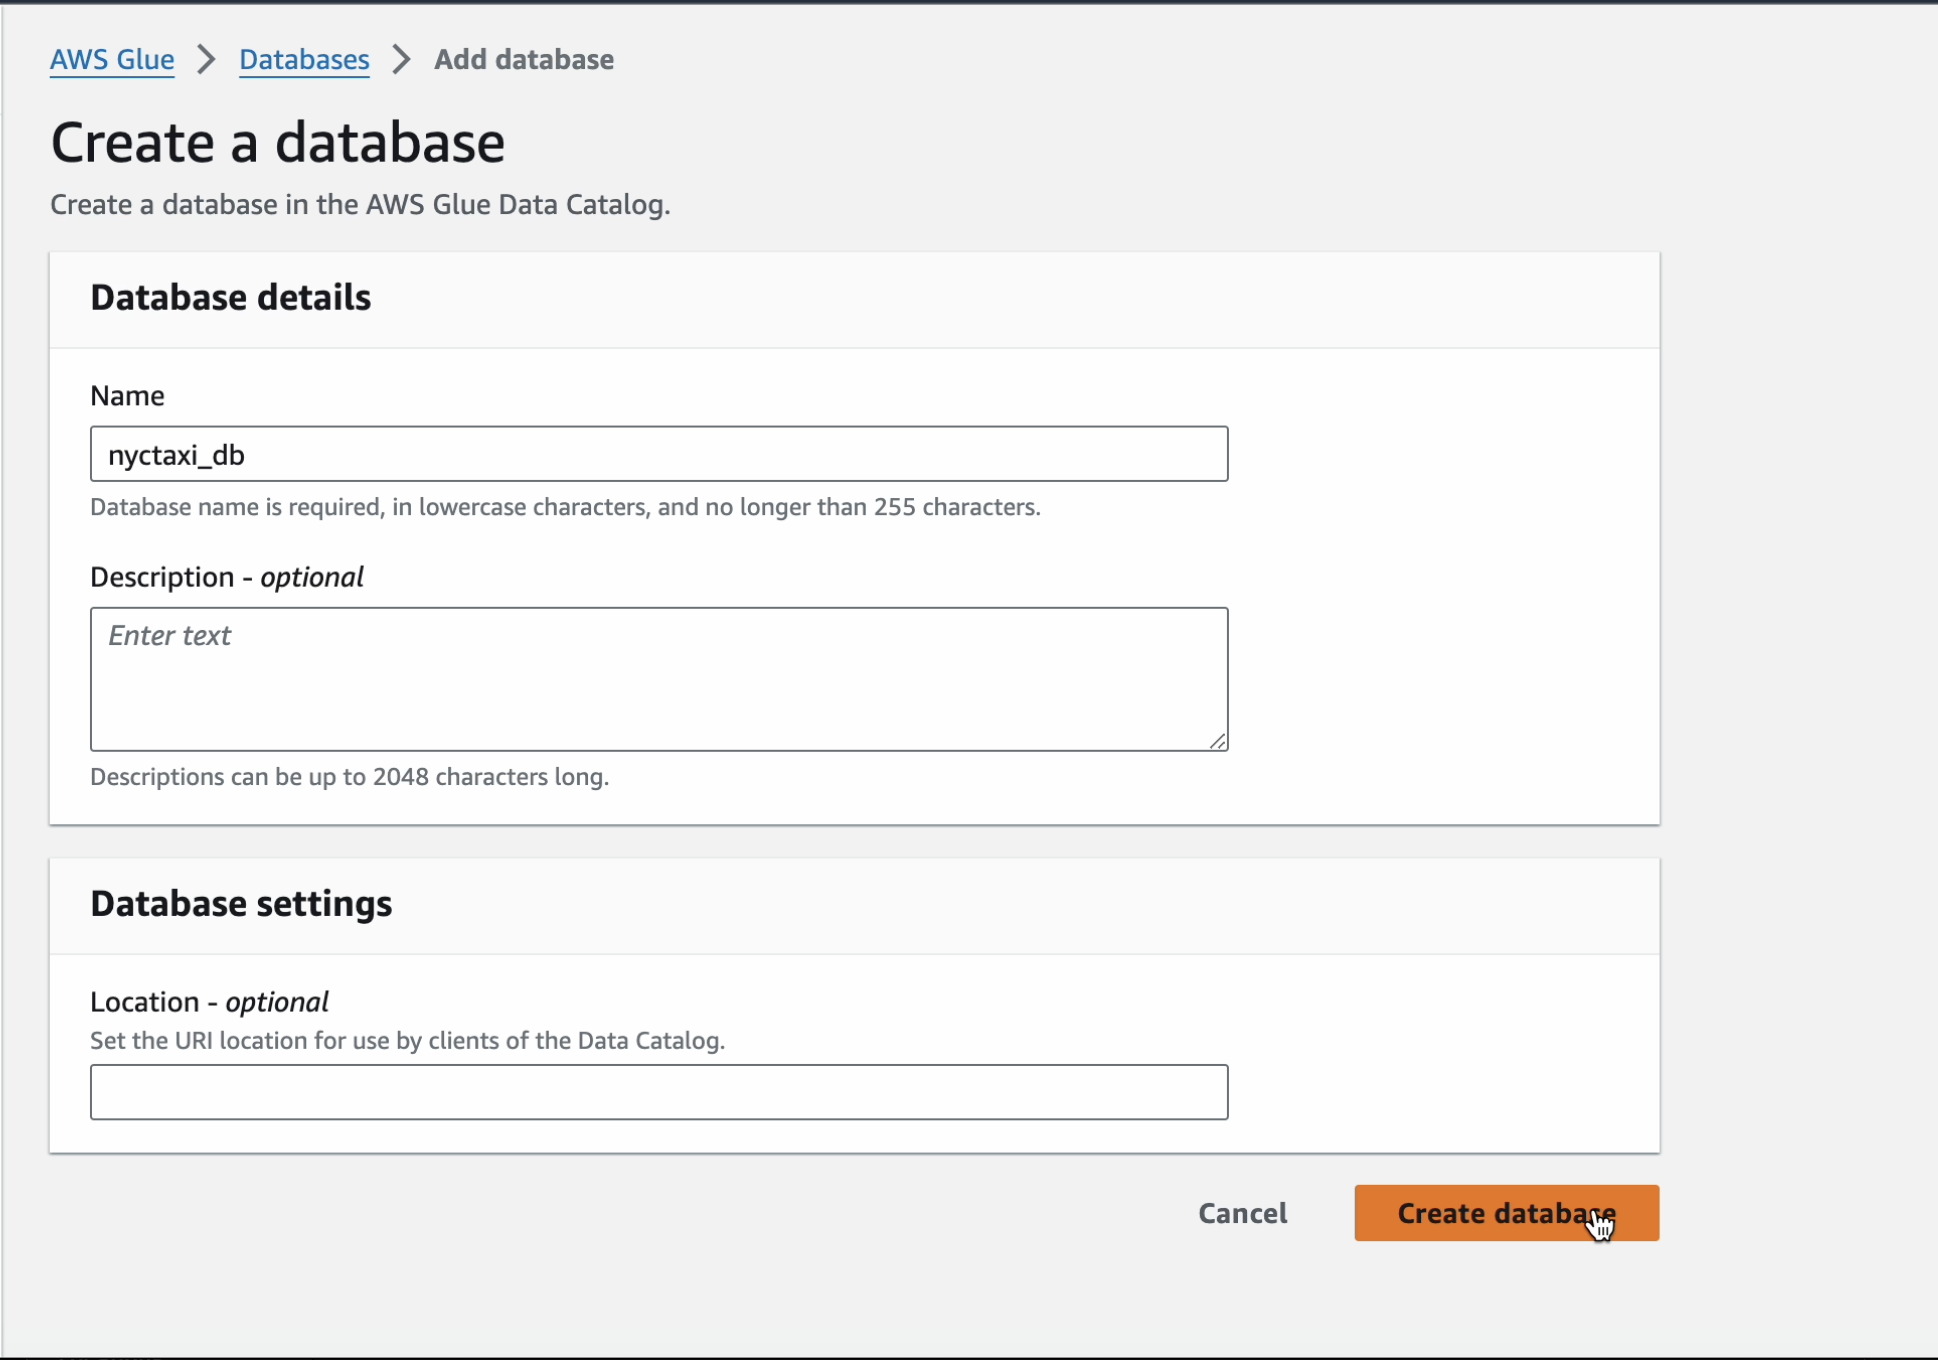 AWS Glue > Databases > Add database
Create a database
Create a database in the AWS Glue Data Catalog.
Database details
Name
nyctaxi_db
Database name is required, in lowercase characters, and no longer than 255 characters.
Description - optional
Enter text
Descriptions can be up to 2048 characters long.
Database settings
Location - optional
Set the URI location for use by clients of the Data Catalog.
Cancel Create database